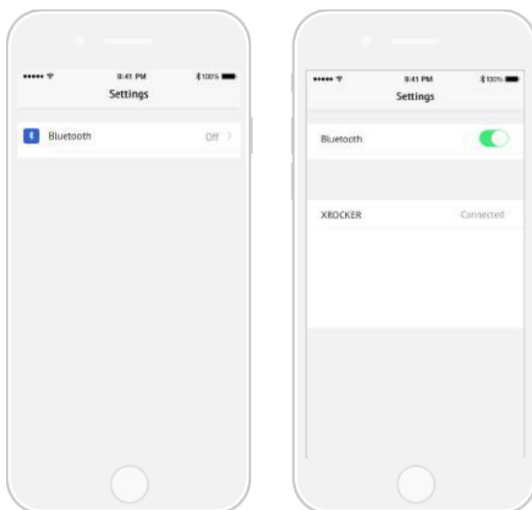 9:41 PM 100%
Settings
Bluetooth Off
9:41 PM 100%
Settings
Bluetooth
XROCKER Connected